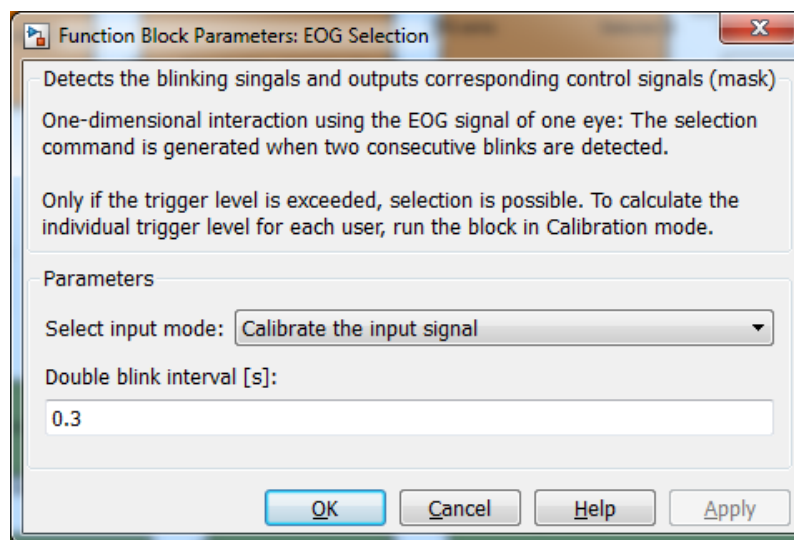 Function Block Parameters: EOG Selection
Detects the blinking singals and outputs corresponding control signals (mask)
One-dimensional interaction using the EOG signal of one eye: The selection
command is generated when two consecutive blinks are detected.
Only if the trigger level is exceeded, selection is possible. To calculate the
individual trigger level for each user, run the block in Calibration mode.
Parameters
Select input mode: Calibrate the input signal
Double blink interval [s]:
0.3
OK Cancel Help Apply